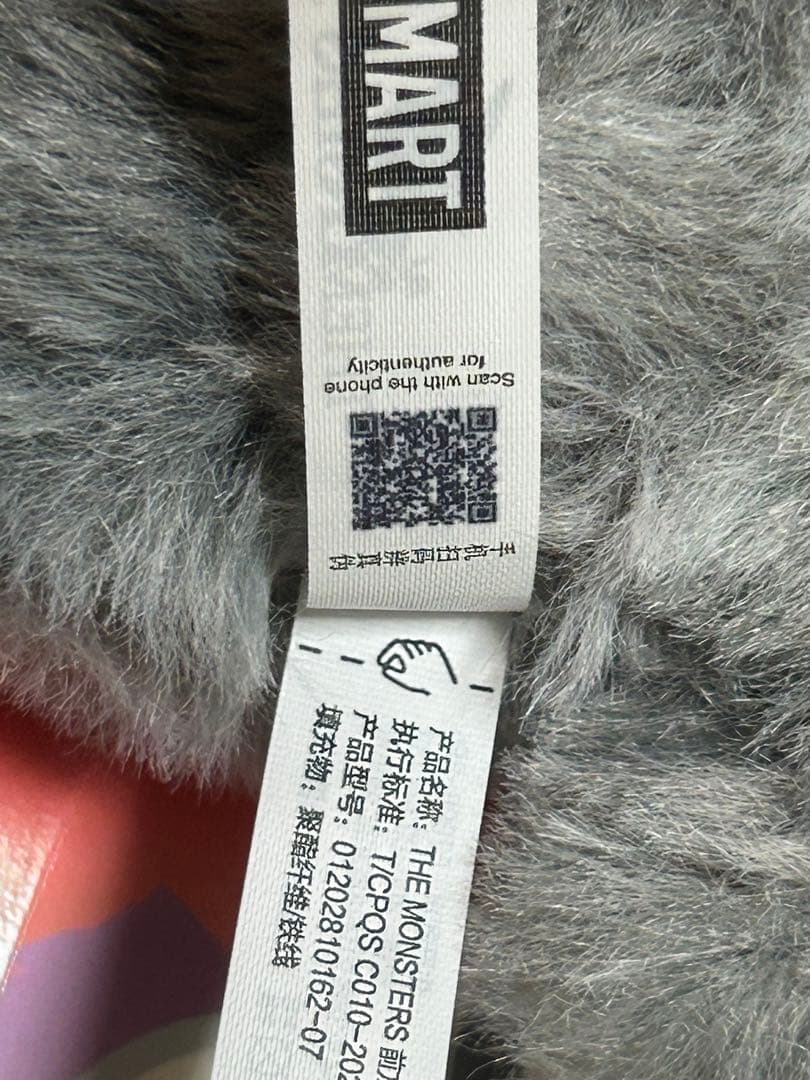 MART
Scan with the phone
for authenticity
手机扫码辨真伪
产品名称：THE MONSTERS 前
执行标准：T/CPQS C010-202
产品型号：01202810162-07
填充物：聚酯纤维/铁线